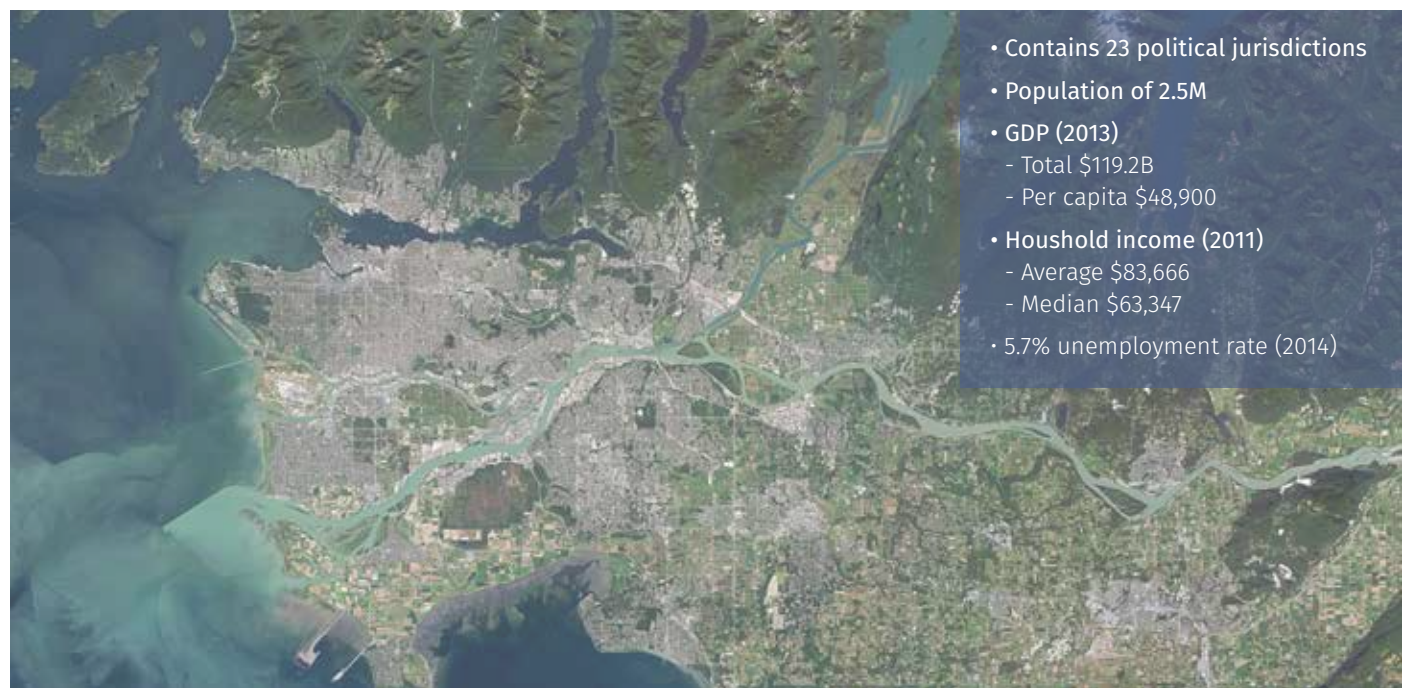 • Contains 23 political jurisdictions
• Population of 2.5M
• GDP (2013)
- Total $119.2B
- Per capita $48,900
• Houshold income (2011)
- Average $83,666
- Median $63,347
• 5.7% unemployment rate (2014)